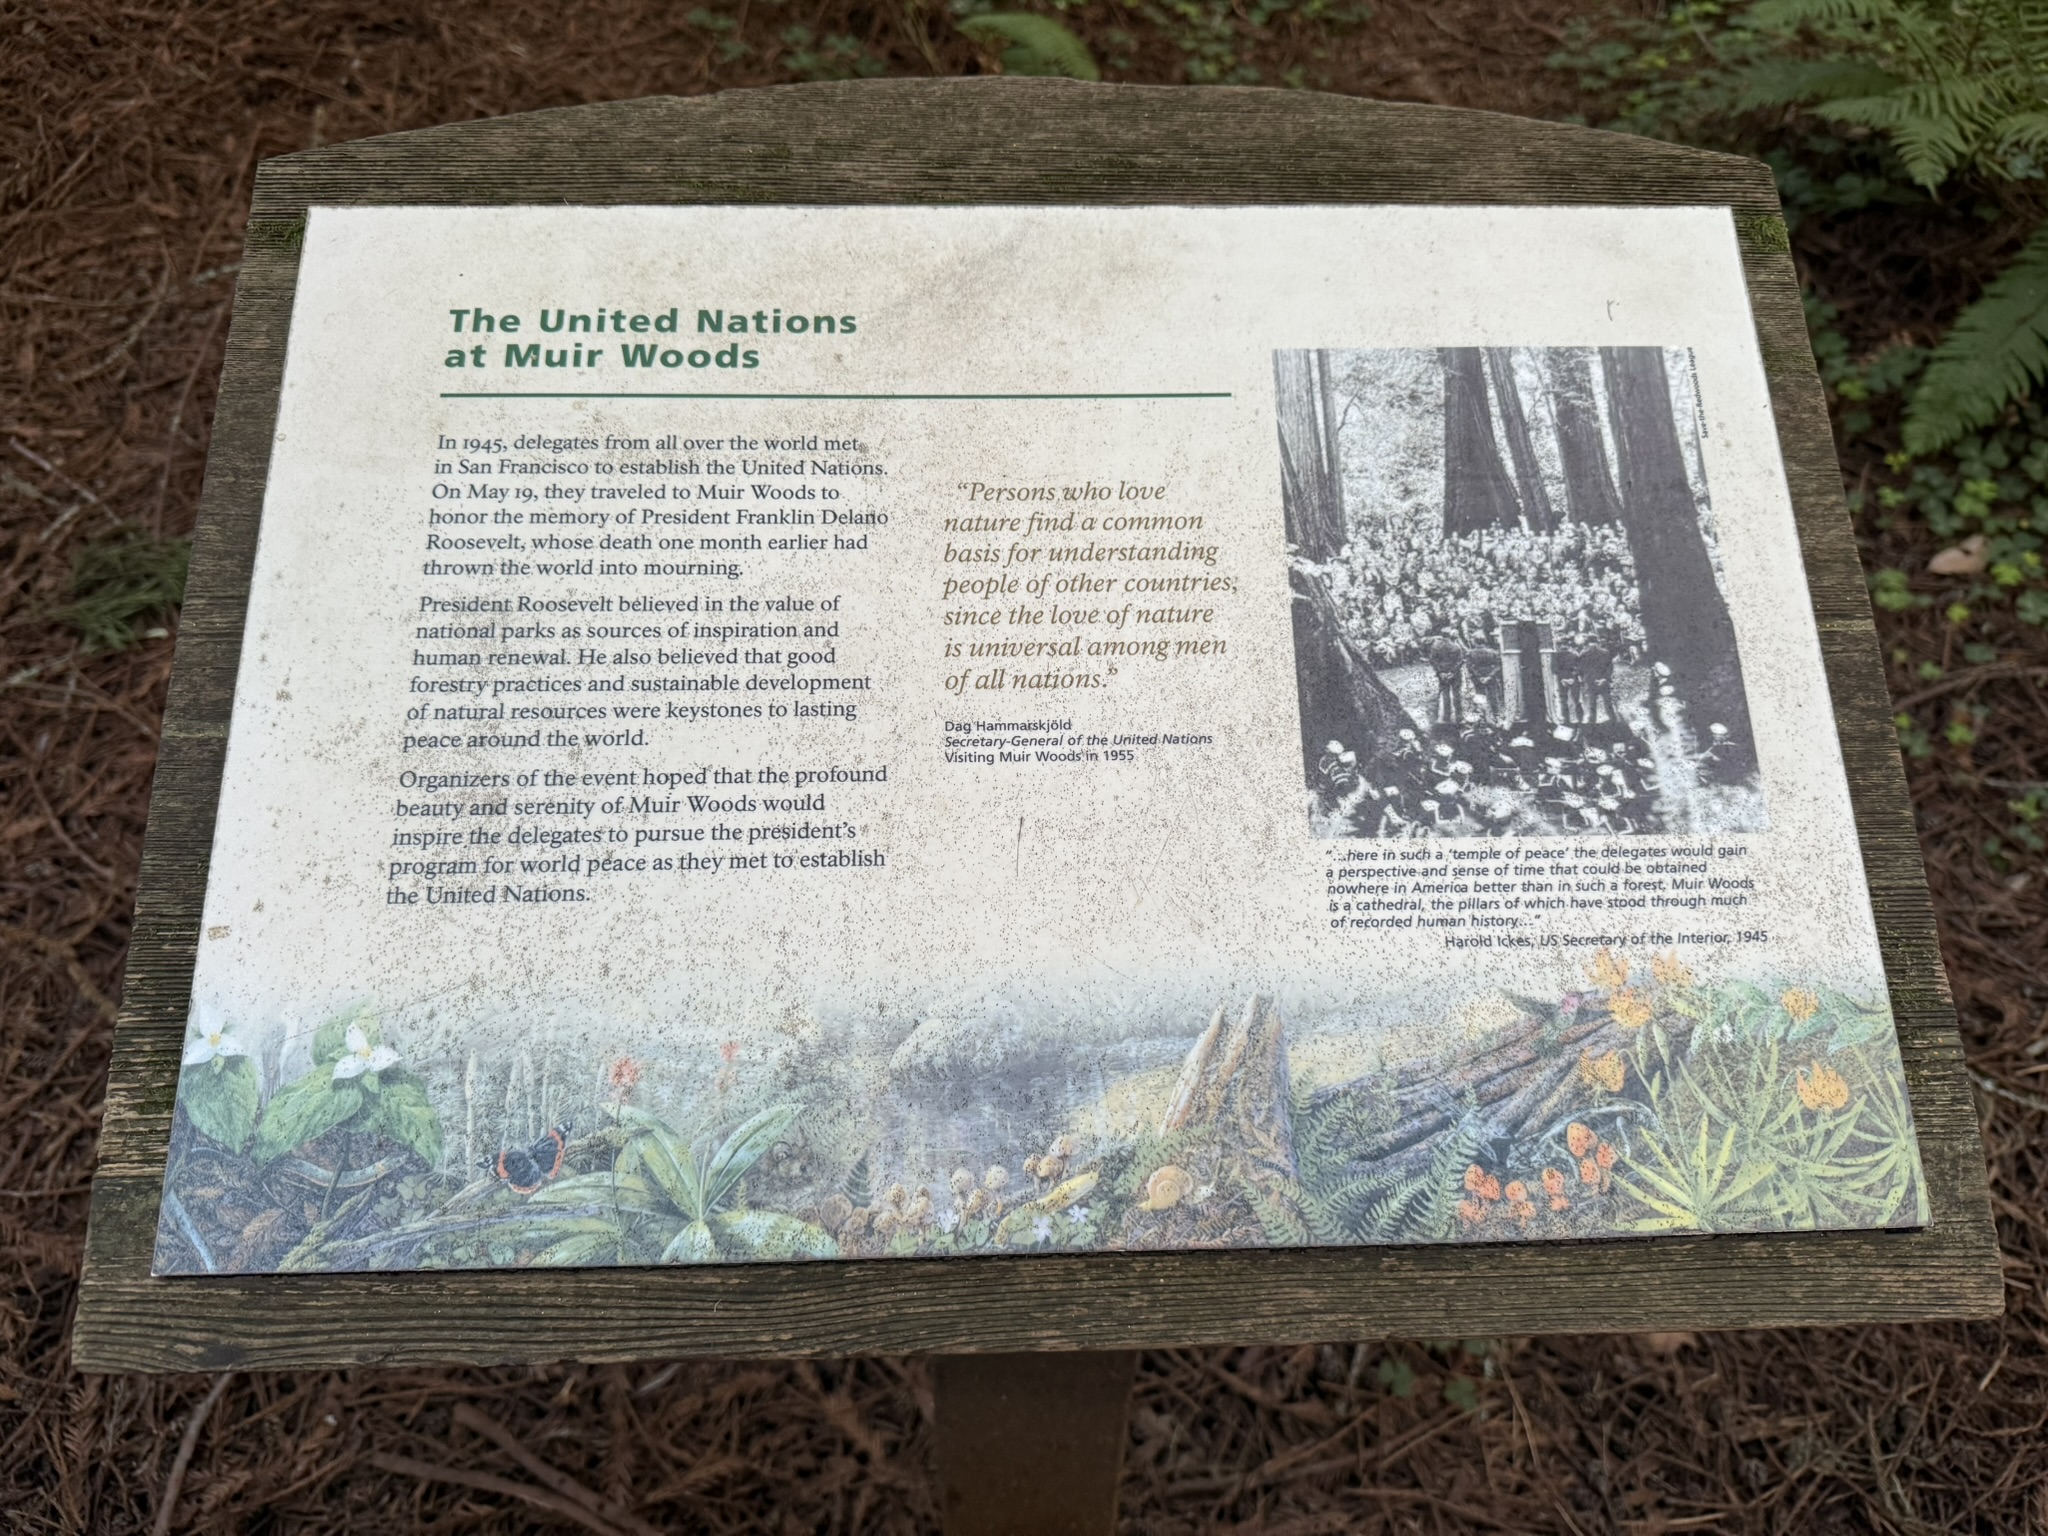 The United Nations
at Muir Woods
In 1945, delegates from all over the world met
in San Francisco to establish the United Nations.
On May 19, they traveled to Muir Woods to
honor the memory of President Franklin Delano
Roosevelt, whose death one month earlier had
thrown the world into mourning.
President Roosevelt believed in the value of
national parks as sources of inspiration and
human renewal. He also believed that good
forestry practices and sustainable development
of natural resources were keystones to lasting
peace around the world.
Organizers of the event hoped that the profound
beauty and serenity of Muir Woods would
inspire the delegates to pursue the president's
program for world peace as they met to establish
the United Nations.
“Persons who love
nature find a common
basis for understanding
people of other countries,
since the love of nature
is universal among men
of all nations.”
Dag Hammarskjöld
Secretary-General of the United Nations
Visiting Muir Woods in 1955
Save-the-Redwoods League
“...here in such a ‘temple of peace’ the delegates would gain
a perspective and sense of time that could be obtained
nowhere in America better than in such a forest. Muir Woods
is a cathedral, the pillars of which have stood through much
of recorded human history...”
Harold Ickes, US Secretary of the Interior, 1945